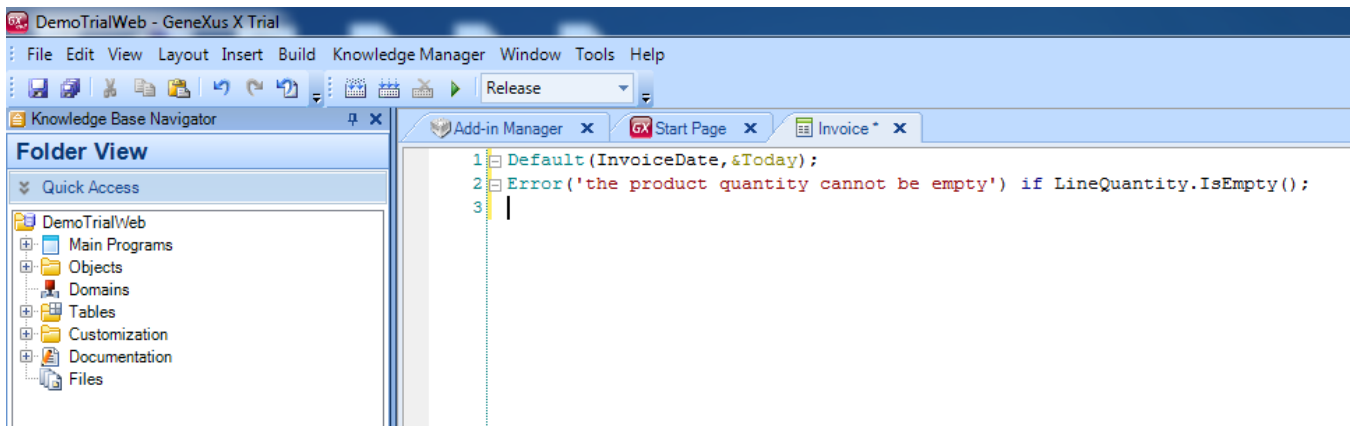 DemoTrialWeb - GeneXus X Trial
File Edit View Layout Insert Build Knowledge Manager Window Tools Help
Release
Knowledge Base Navigator
Folder View
Quick Access
DemoTrialWeb
Main Programs
Objects
Domains
Tables
Customization
Documentation
Files
Add-in Manager GX Start Page Invoice *
1 Default(InvoiceDate,&Today);
2 Error('the product quantity cannot be empty') if LineQuantity.IsEmpty();
3